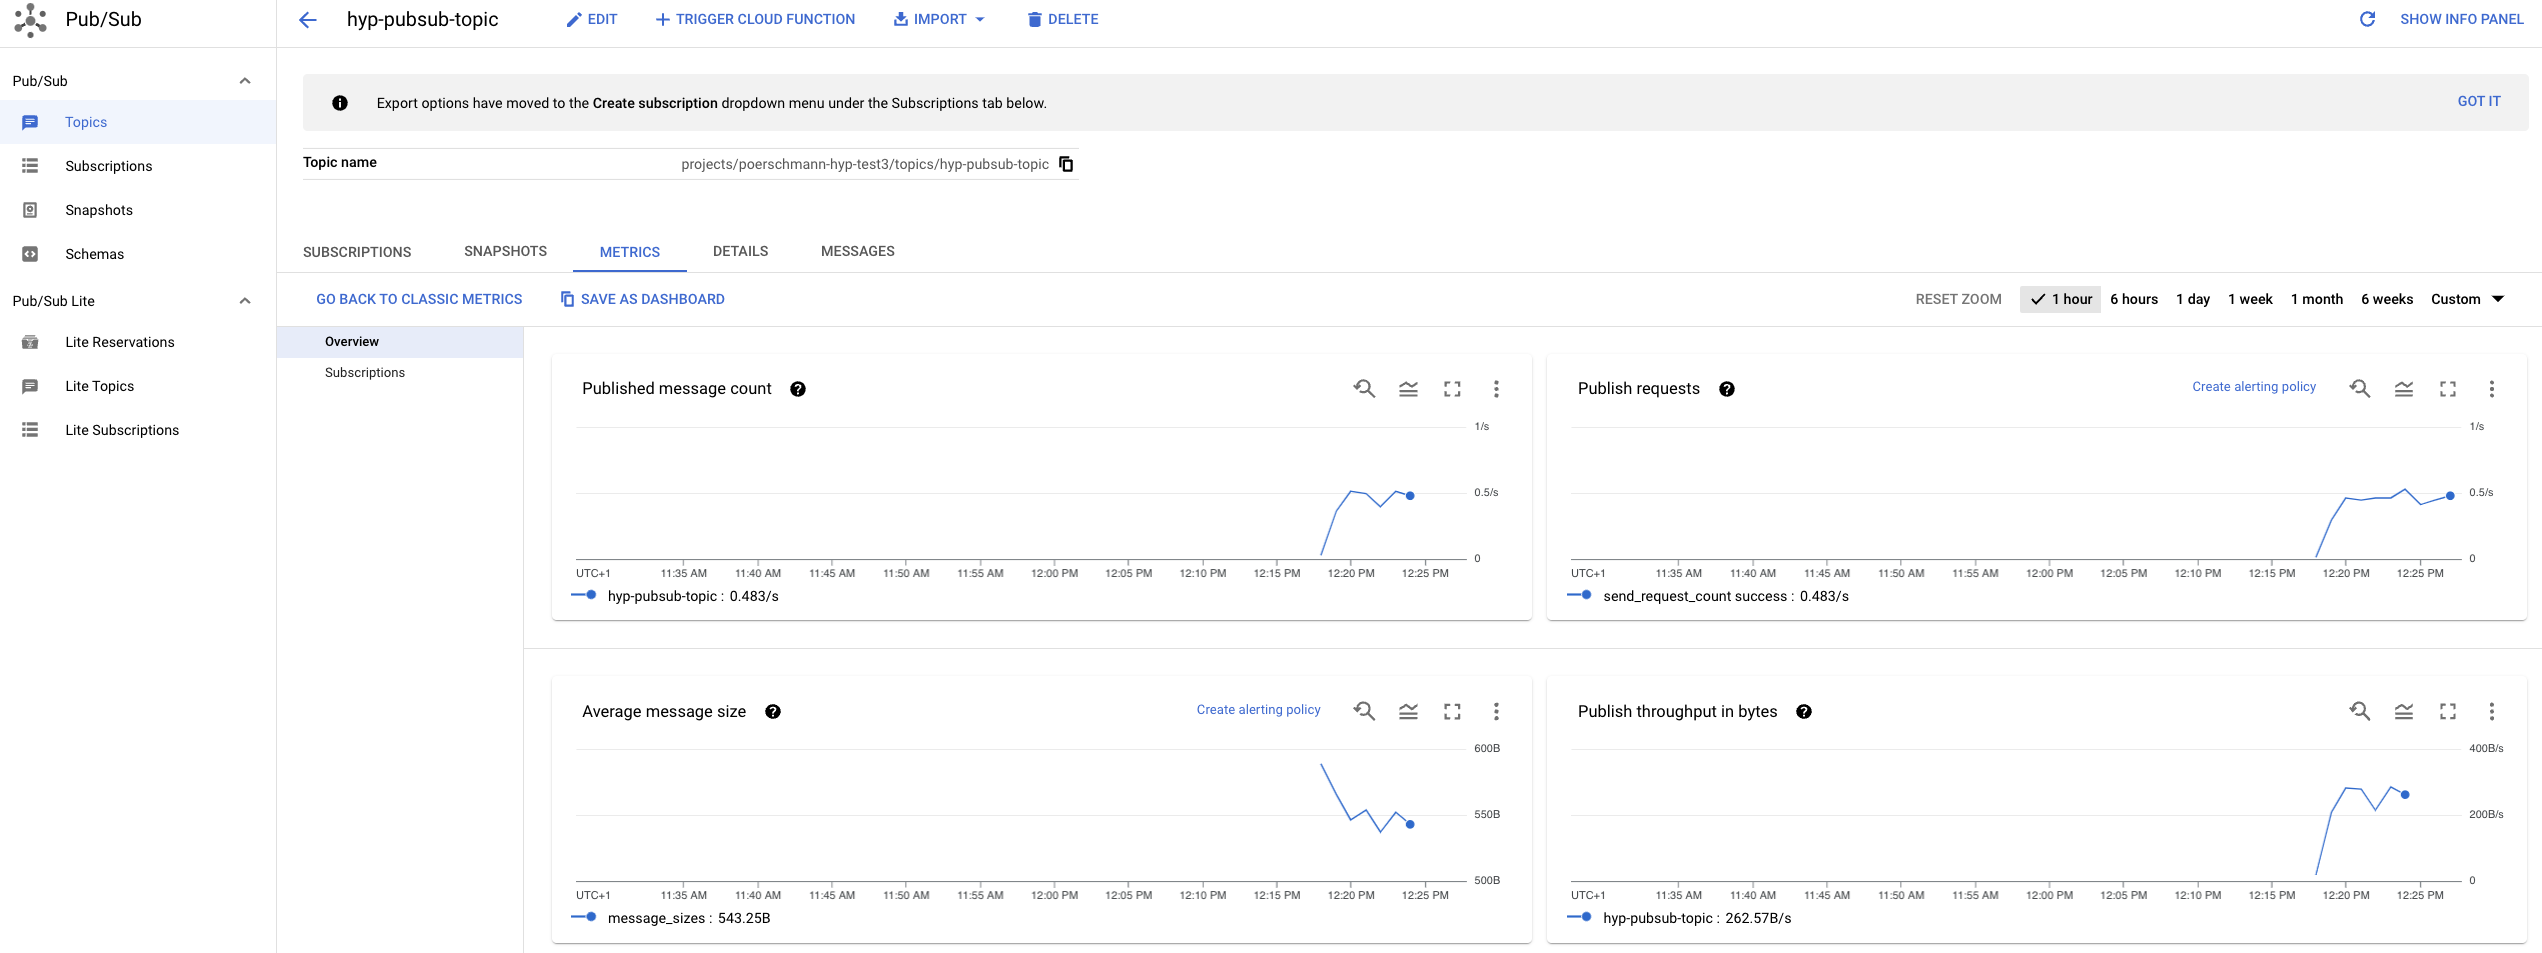 Pub/Sub
hyp-pubsub-topic
EDIT
TRIGGER CLOUD FUNCTION
IMPORT
DELETE
SHOW INFO PANEL
Pub/Sub
Topics
Subscriptions
Snapshots
Schemas
Pub/Sub Lite
Lite Reservations
Lite Topics
Lite Subscriptions
Export options have moved to the Create subscription dropdown menu under the Subscriptions tab below.
GOT IT
Topic name
projects/poerschmann-hyp-test3/topics/hyp-pubsub-topic
SUBSCRIPTIONS
SNAPSHOTS
METRICS
DETAILS
MESSAGES
GO BACK TO CLASSIC METRICS
SAVE AS DASHBOARD
RESET ZOOM
1 hour
6 hours
1 day
1 week
1 month
6 weeks
Custom
Overview
Subscriptions
Published message count
1/s
0.5/s
0
UTC+1 11:35 AM 11:40 AM 11:45 AM 11:50 AM 11:55 AM 12:00 PM 12:05 PM 12:10 PM 12:15 PM 12:20 PM 12:25 PM
hyp-pubsub-topic : 0.483/s
Publish requests
Create alerting policy
1/s
0.5/s
0
UTC+1 11:35 AM 11:40 AM 11:45 AM 11:50 AM 11:55 AM 12:00 PM 12:05 PM 12:10 PM 12:15 PM 12:20 PM 12:25 PM
send_request_count success : 0.483/s
Average message size
Create alerting policy
600B
550B
500B
UTC+1 11:35 AM 11:40 AM 11:45 AM 11:50 AM 11:55 AM 12:00 PM 12:05 PM 12:10 PM 12:15 PM 12:20 PM 12:25 PM
message_sizes : 543.25B
Publish throughput in bytes
400B/s
200B/s
0
UTC+1 11:35 AM 11:40 AM 11:45 AM 11:50 AM 11:55 AM 12:00 PM 12:05 PM 12:10 PM 12:15 PM 12:20 PM 12:25 PM
hyp-pubsub-topic : 262.57B/s